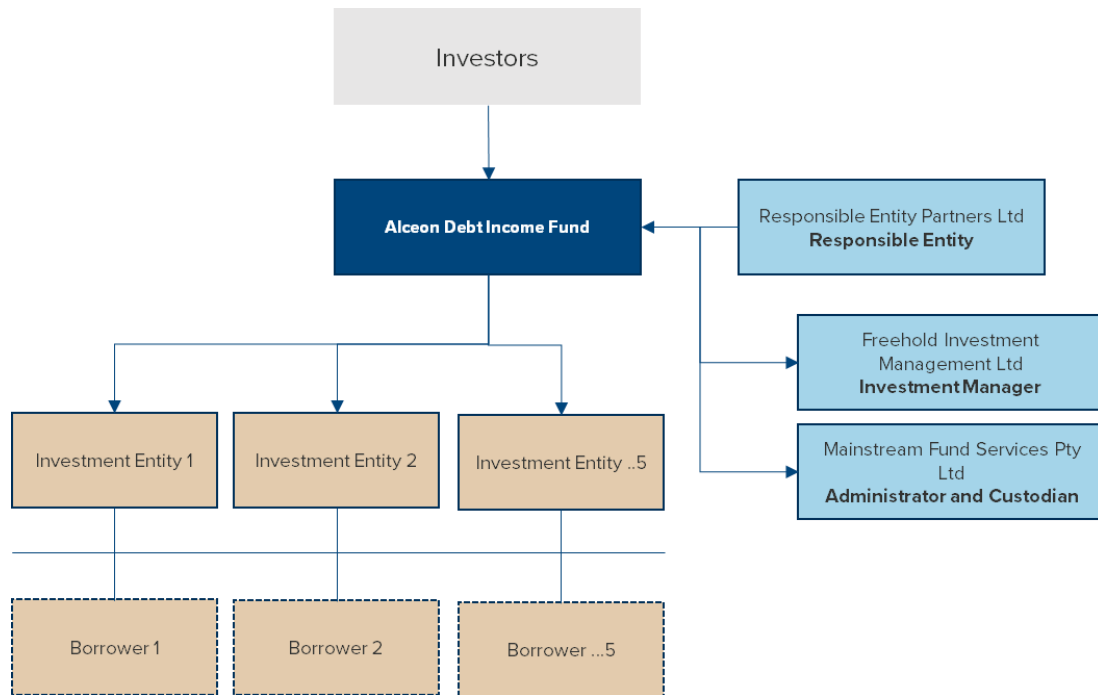 Investors
Alceon Debt Income Fund
Responsible Entity Partners Ltd
Responsible Entity
Freehold Investment
Management Ltd
Investment Manager
Mainstream Fund Services Pty
Ltd
Administrator and Custodian
Investment Entity 1
Investment Entity 2
Investment Entity ..5
Borrower 1
Borrower 2
Borrower ...5